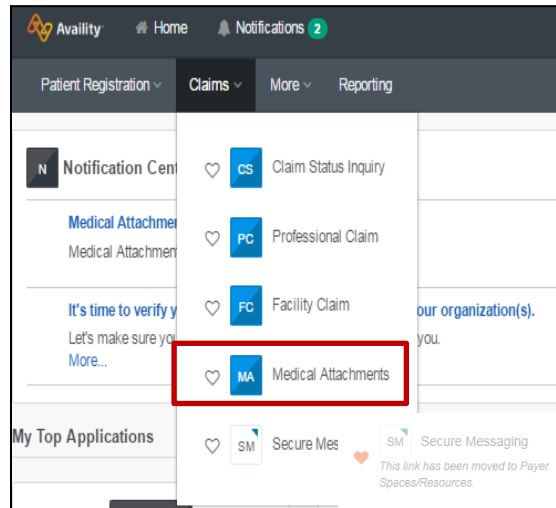 Availity Home Notifications 2
Patient Registration Claims More Reporting
N Notification Cent
Medical Attachmen
Medical Attachmen
It's time to verify y our organization(s).
Let's make sure you you.
More...
CS Claim Status Inquiry
PC Professional Claim
FC Facility Claim
MA Medical Attachments
SM Secure Mes
My Top Applications
SM Secure Messaging
This link has been moved to Payer
Spaces/Resources.